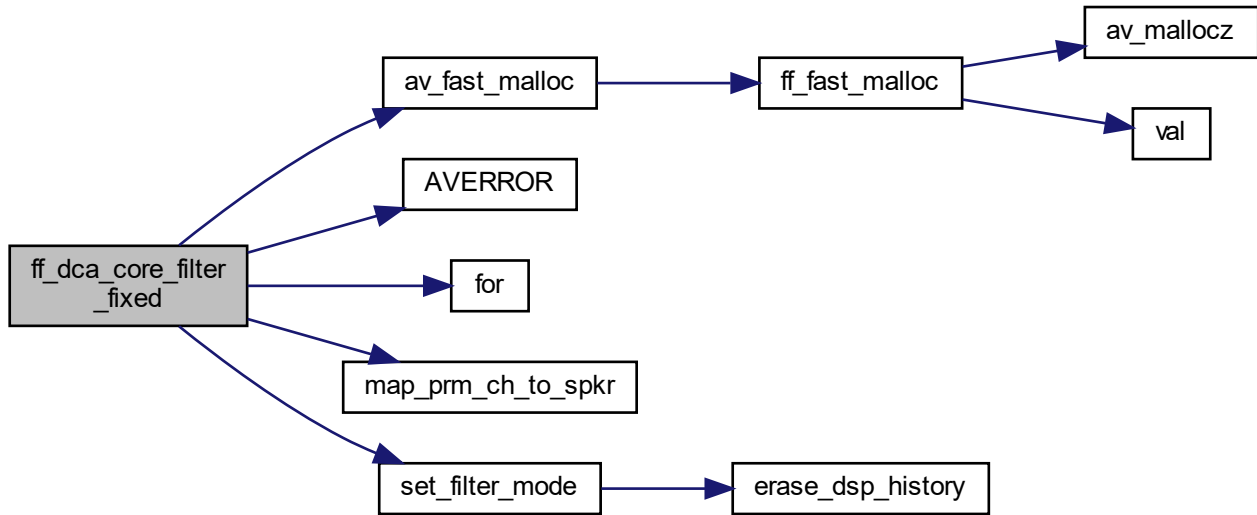 av_mallocz
av_fast_malloc
ff_fast_malloc
val
AVERROR
ff_dca_core_filter
_fixed
for
map_prm_ch_to_spkr
set_filter_mode
erase_dsp_history